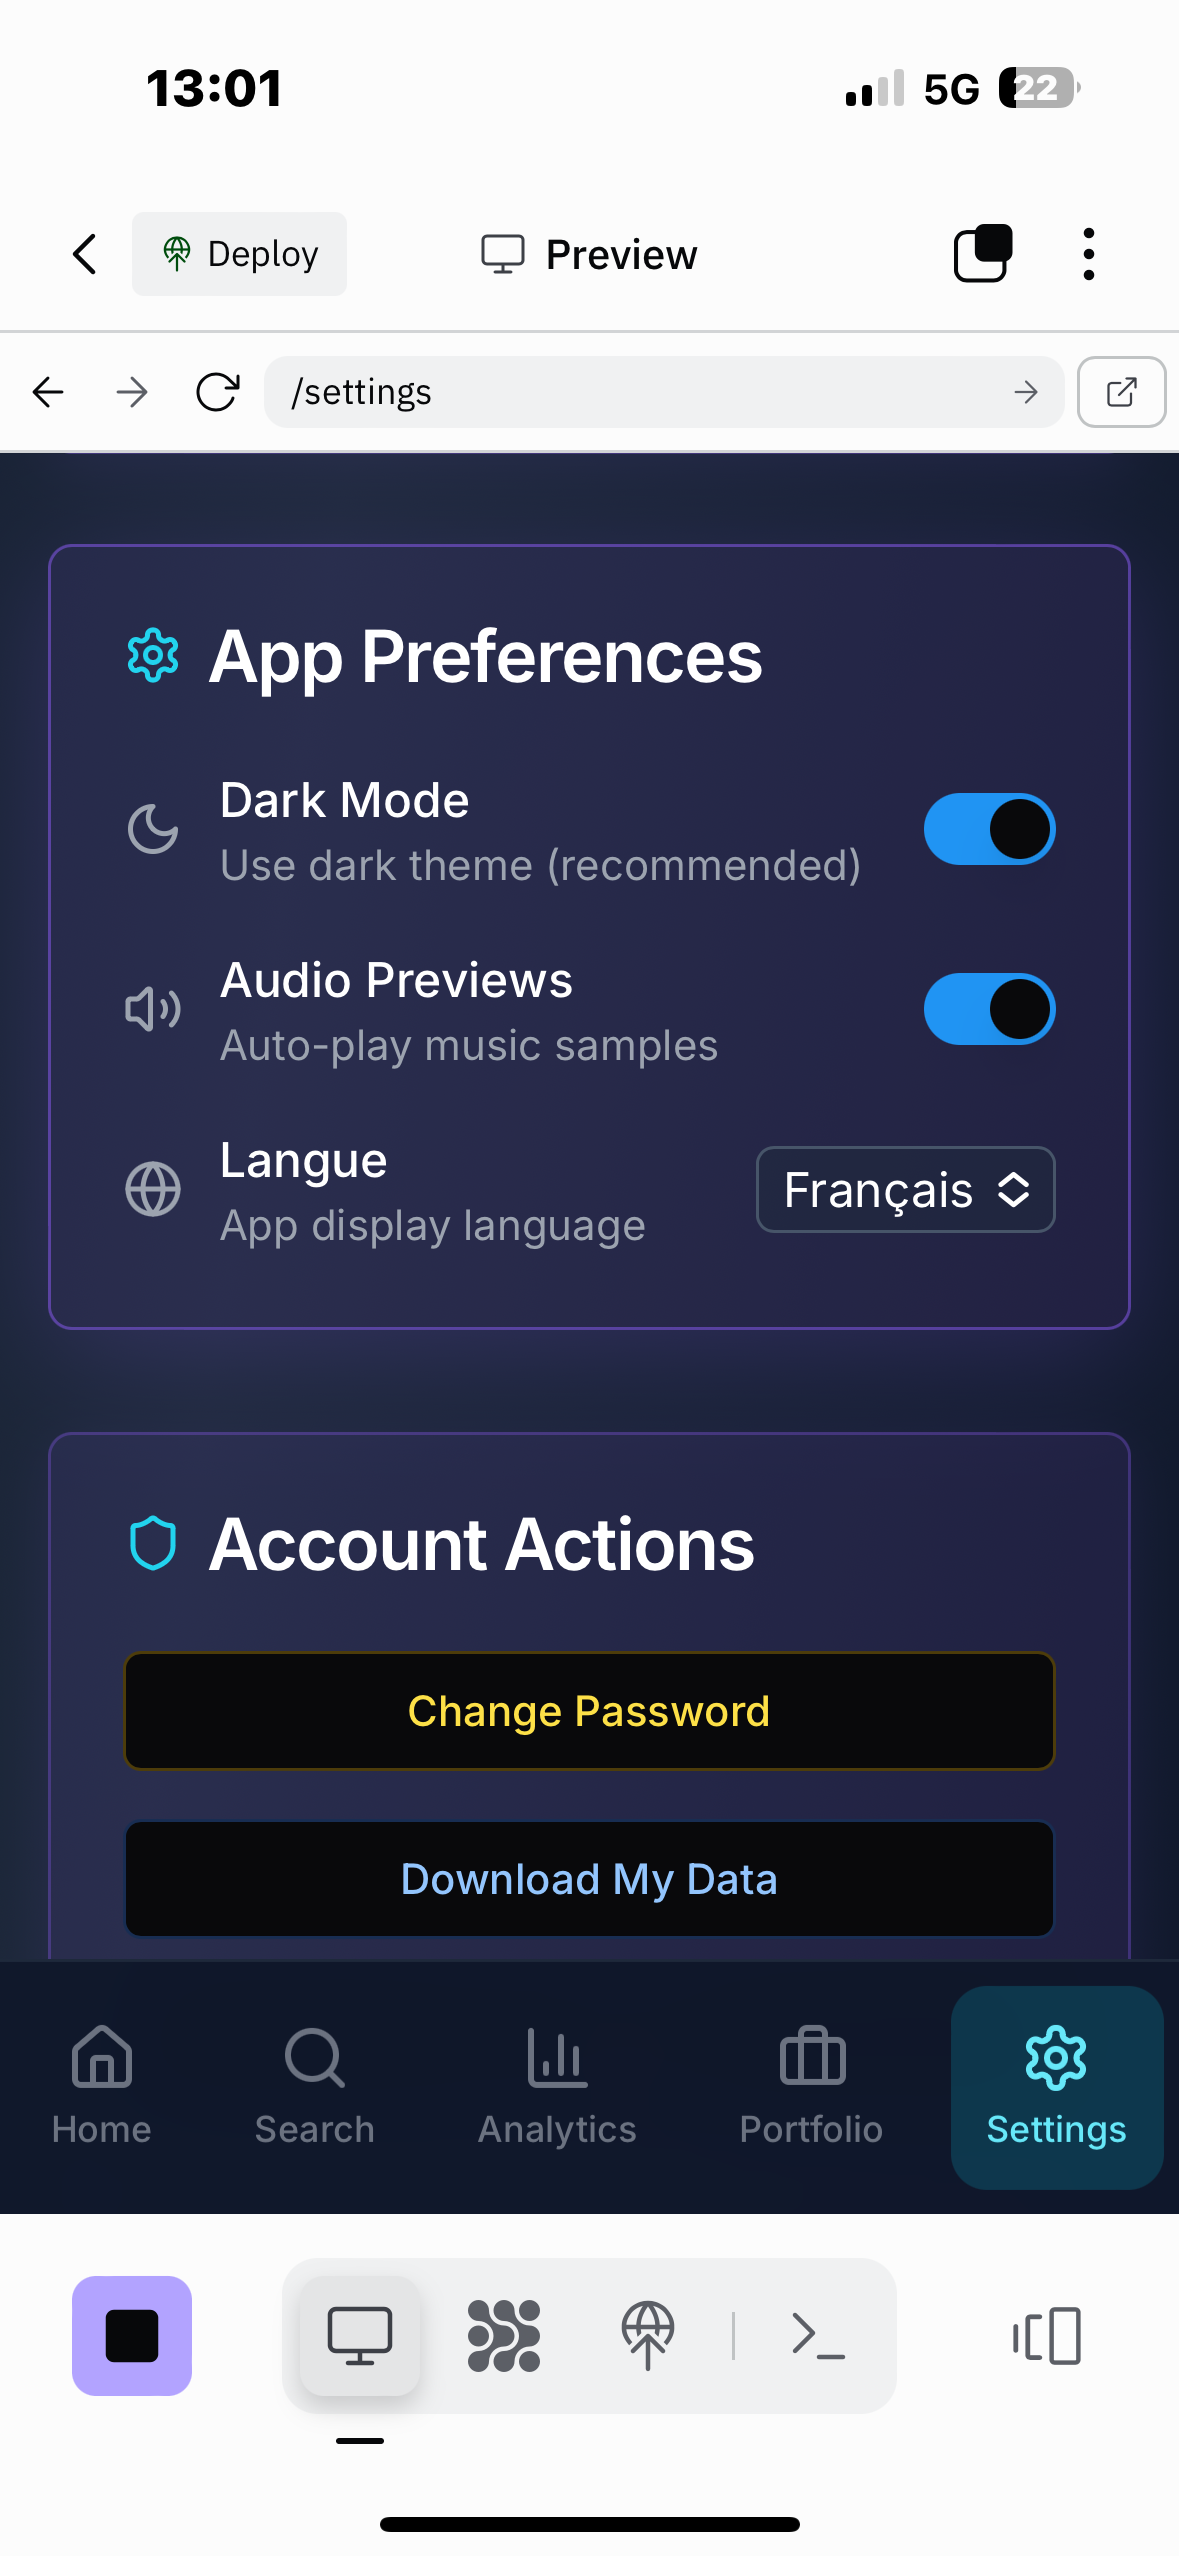 13:01
5G
22
Deploy
Preview
/settings
App Preferences
Dark Mode
Use dark theme (recommended)
Audio Previews
Auto-play music samples
Langue
Français
App display language
Account Actions
Change Password
Download My Data
Home
Search
Analytics
Portfolio
Settings